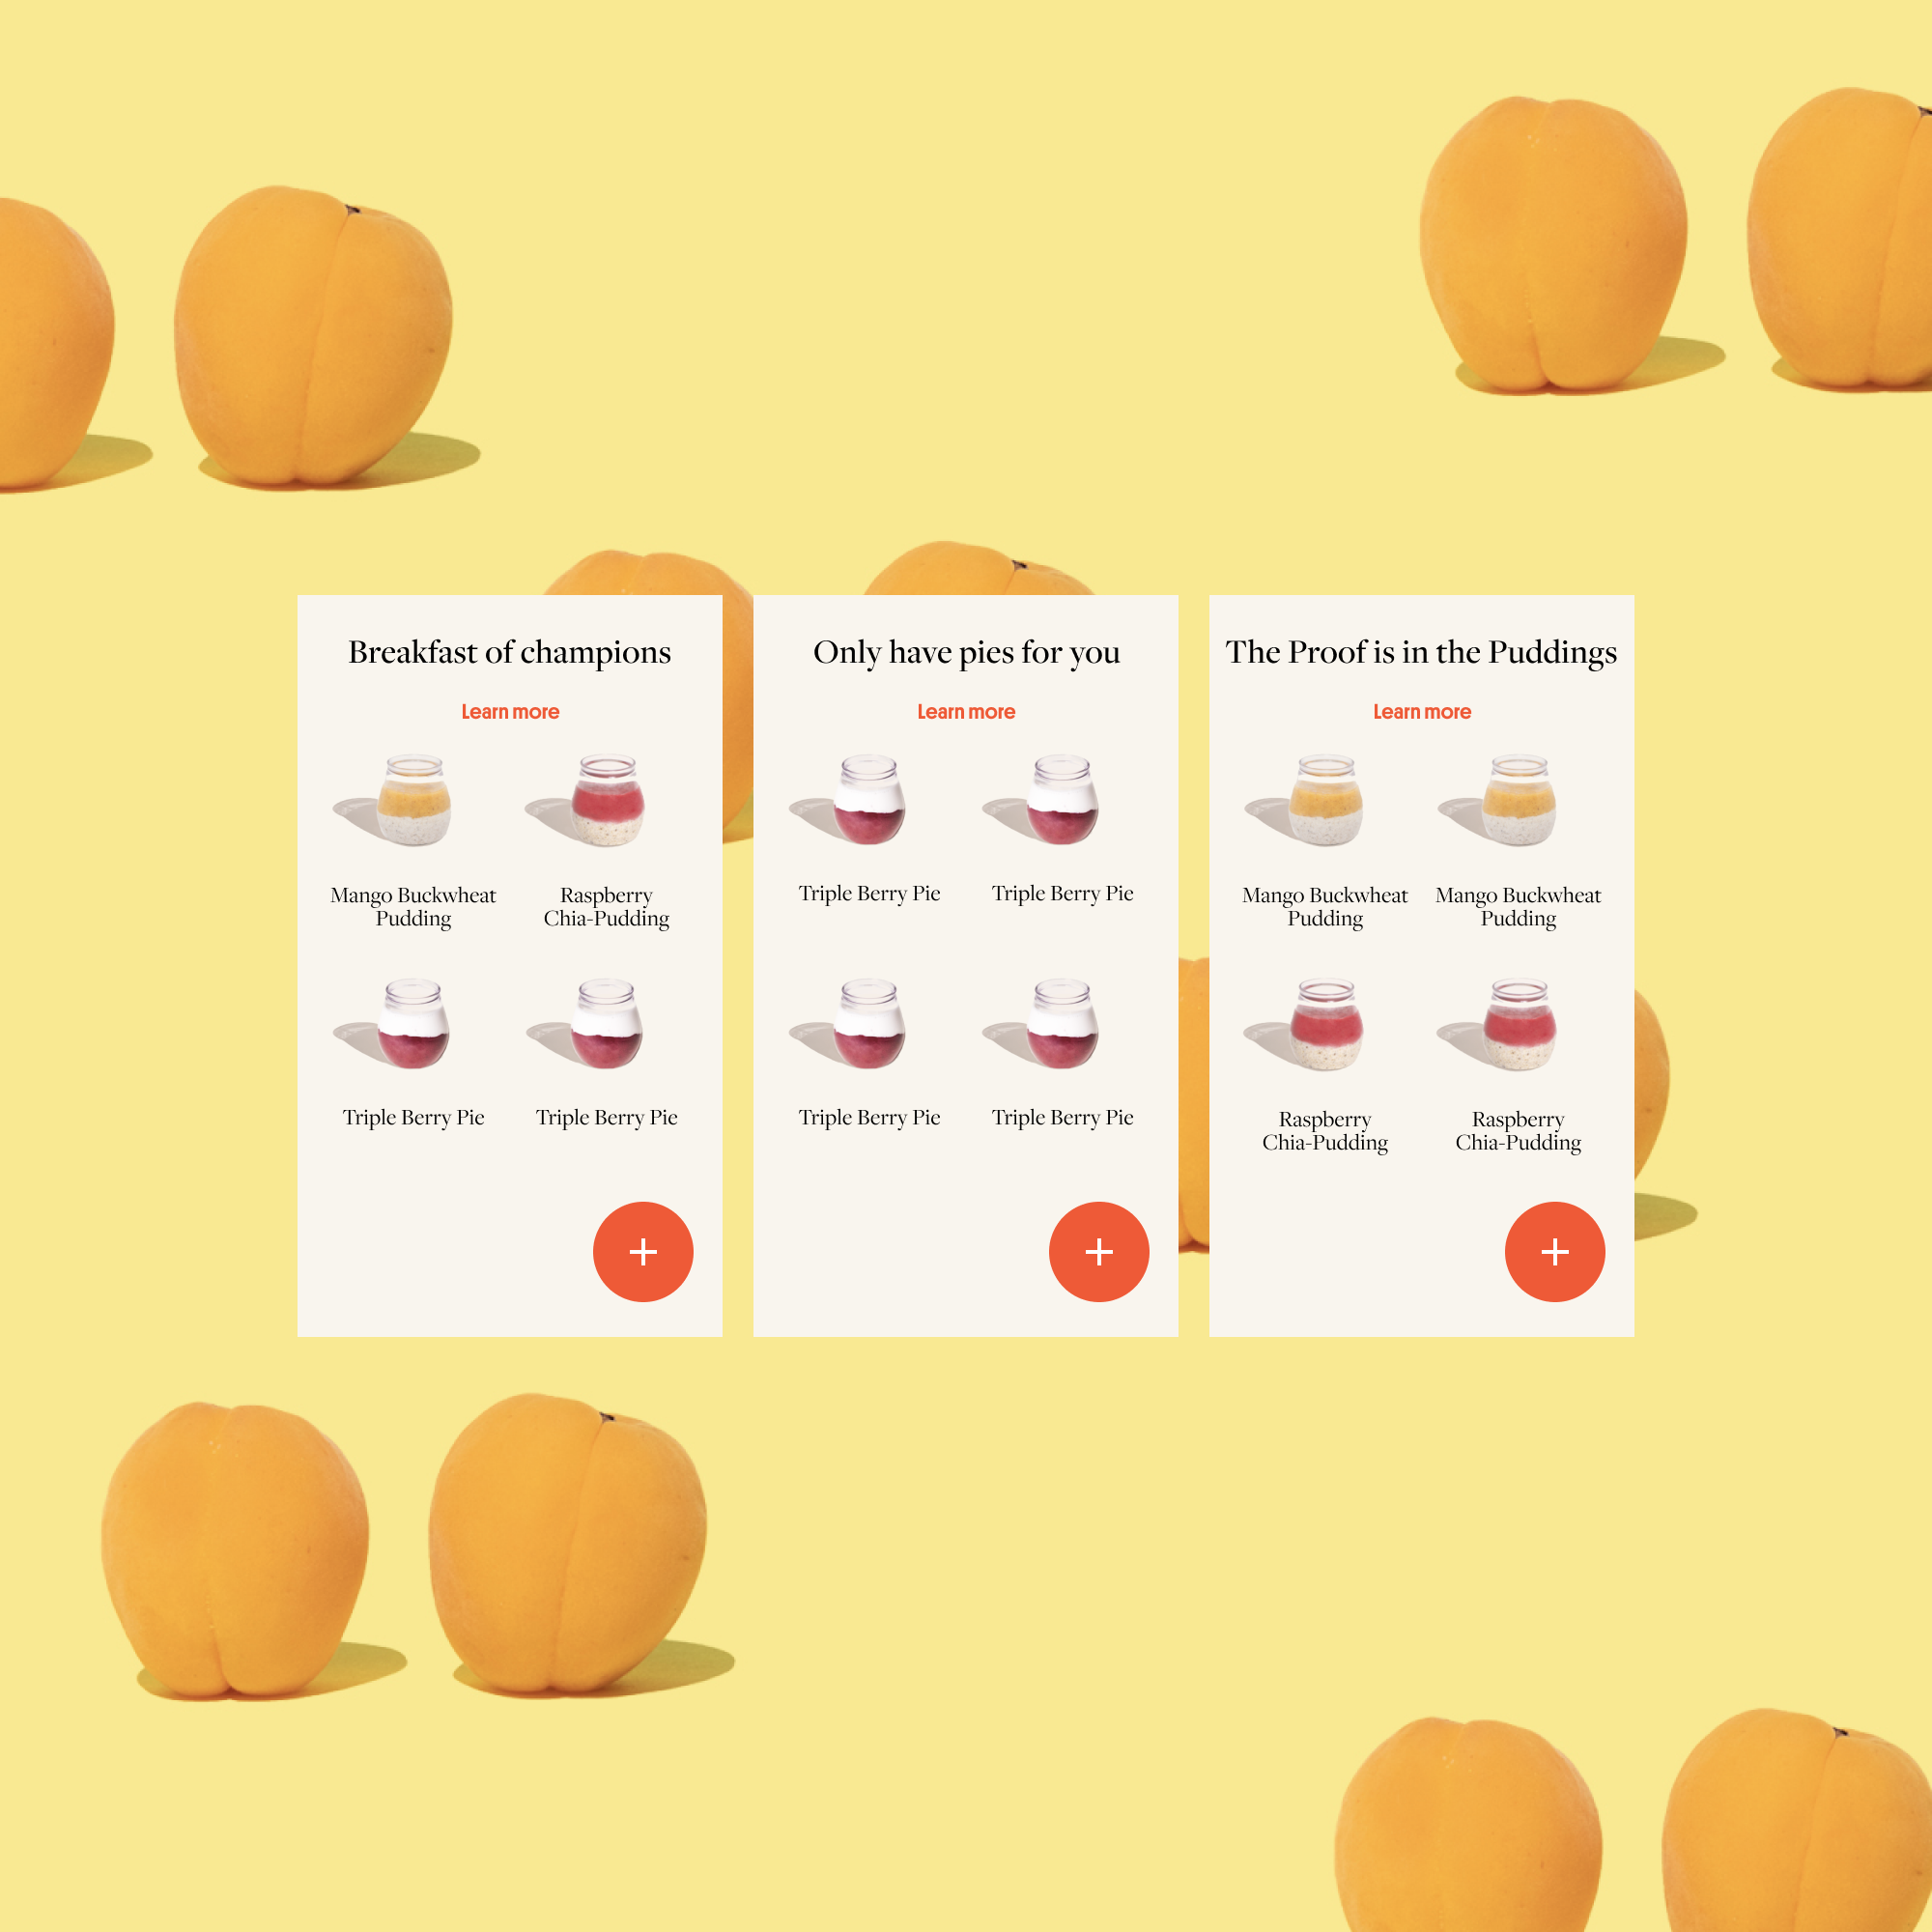 Breakfast of champions
Learn more
Mango Buckwheat
Pudding
Raspberry
Chia-Pudding
Triple Berry Pie
Triple Berry Pie
+
Only have pies for you
Learn more
Triple Berry Pie
Triple Berry Pie
Triple Berry Pie
Triple Berry Pie
+
The Proof is in the Puddings
Learn more
Mango Buckwheat
Pudding
Mango Buckwheat
Pudding
Raspberry
Chia-Pudding
Raspberry
Chia-Pudding
+